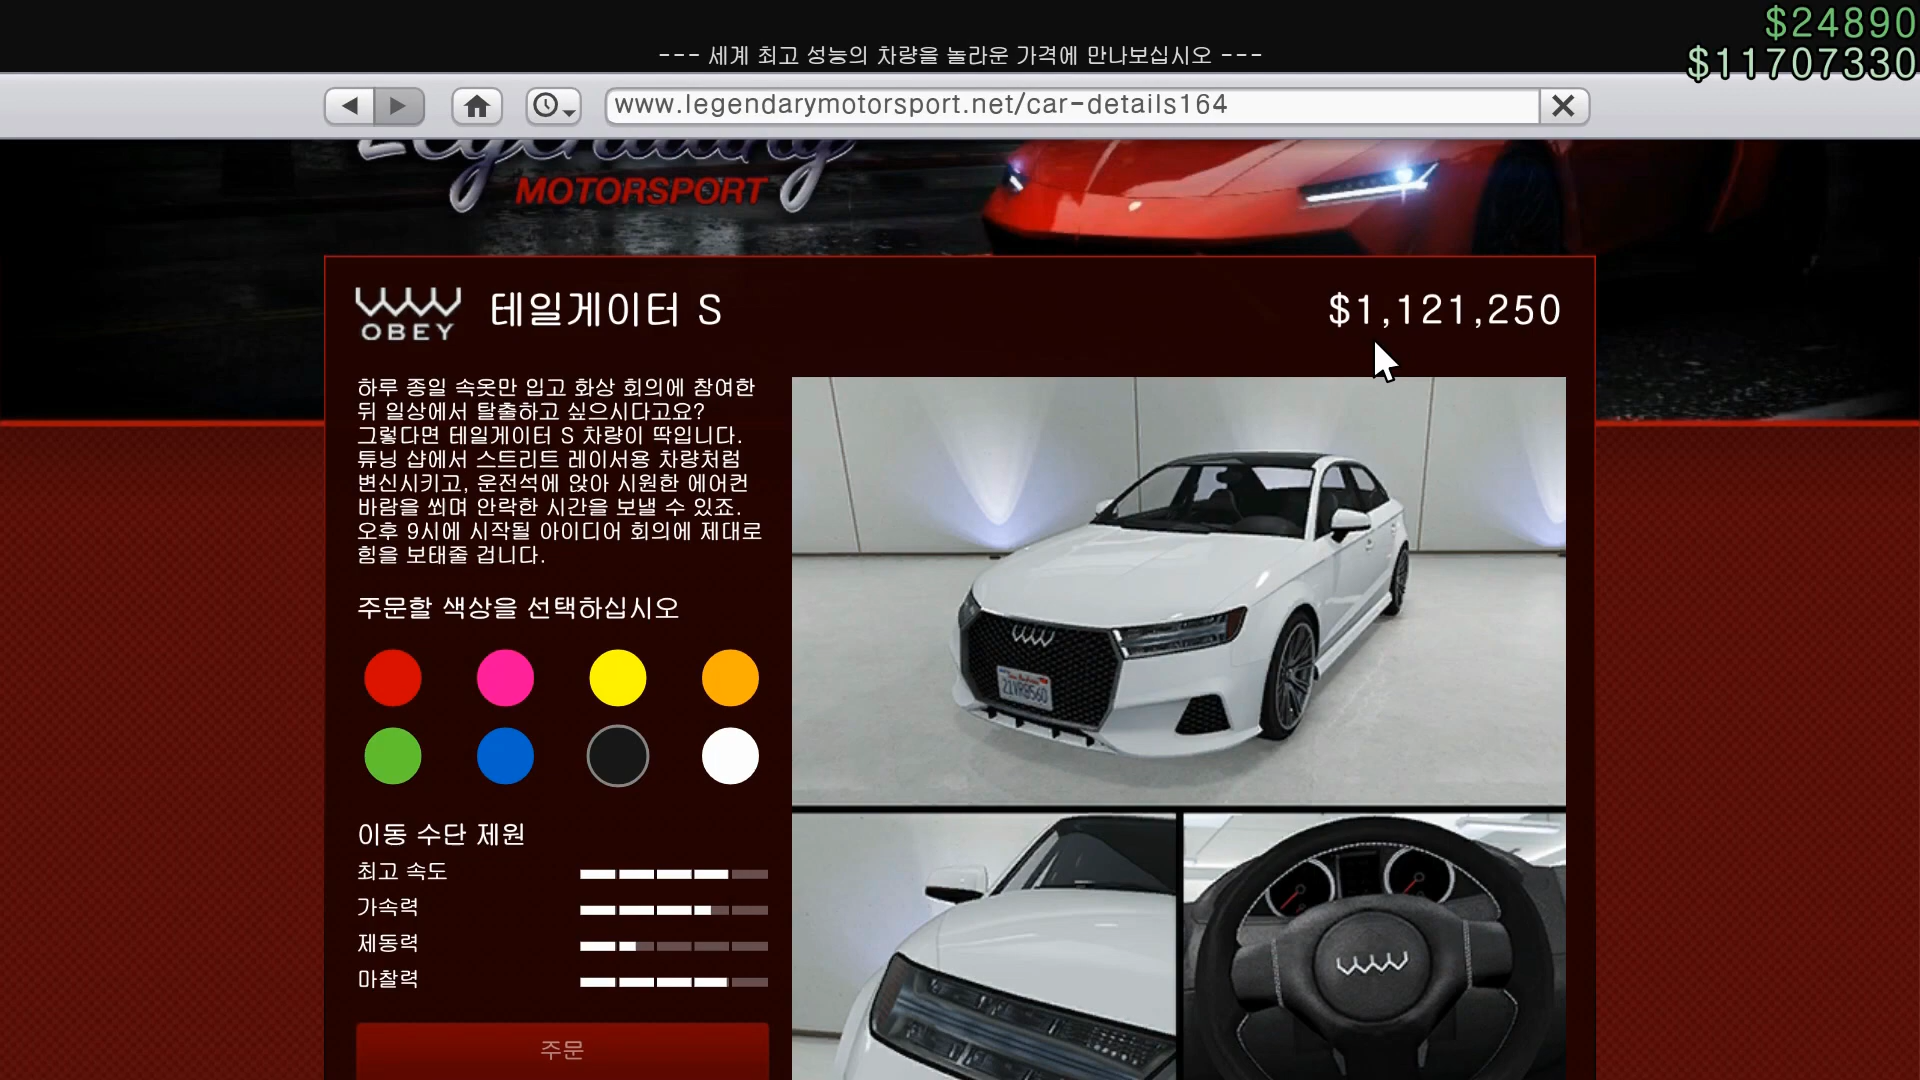 $24890
--- 세계 최고 성능의 차량을 놀라운 가격에 만나보십시오 ---
$11707330
www.legendarymotorsport.net/car-details164
Legendary
MOTORSPORT
OBEY
테일게이터 S
$1,121,250
하루 종일 속옷만 입고 화상 회의에 참여한
뒤 일상에서 탈출하고 싶으시다고요?
그렇다면 테일게이터 S 차량이 딱입니다.
튜닝 샵에서 스트리트 레이서용 차량처럼
변신시키고, 운전석에 앉아 시원한 에어컨
바람을 쐬며 안락한 시간을 보낼 수 있죠.
오후 9시에 시작될 아이디어 회의에 제대로
힘을 보태줄 겁니다.
주문할 색상을 선택하십시오
이동 수단 제원
최고 속도
가속력
제동력
마찰력
주문